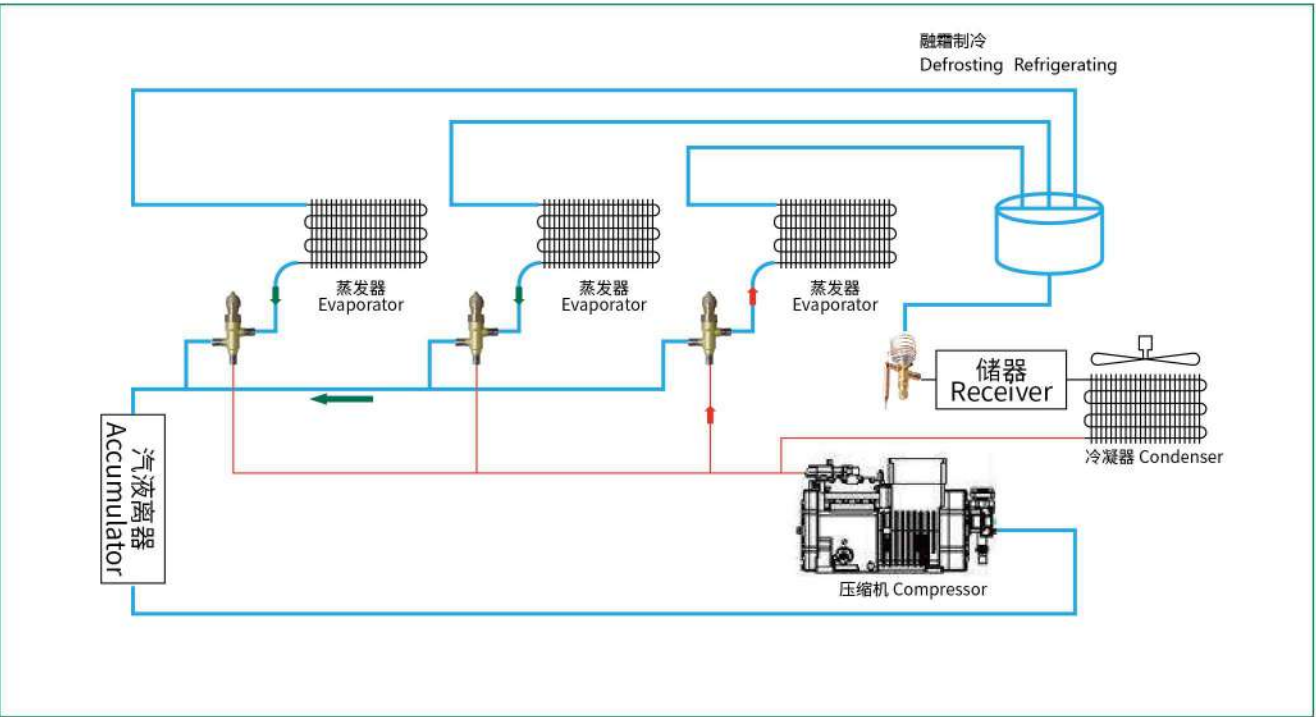 融霜制冷
Defrosting Refrigerating
蒸发器
Evaporator
蒸发器
Evaporator
蒸发器
Evaporator
储器
Receiver
冷凝器 Condenser
汽液离器
Accumulator
压缩机 Compressor